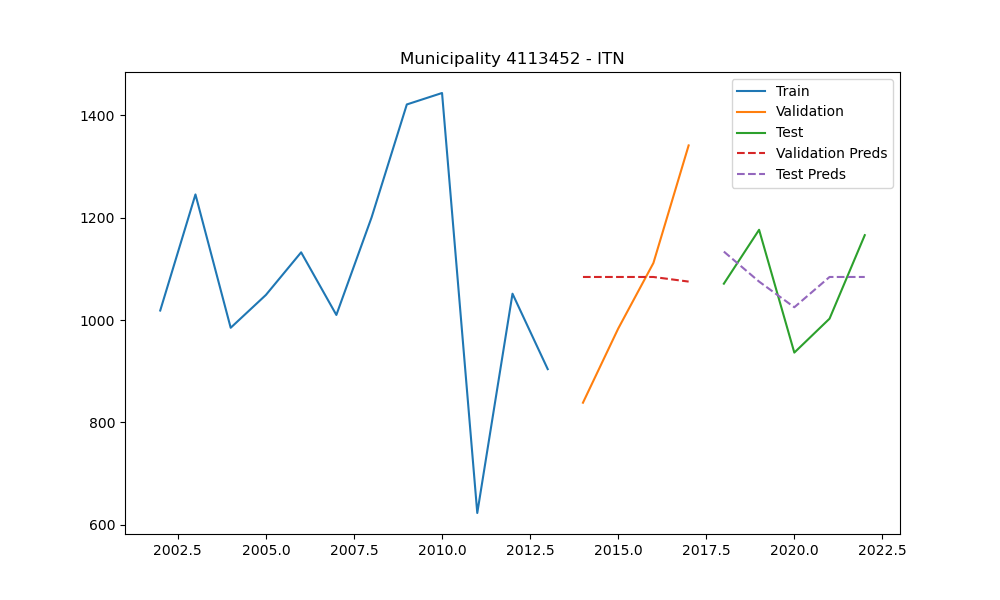 Municipality 4113452 - ITN
Train
Validation
Test
Validation Preds
Test Preds
1400
1200
1000
800
600
2002.5 2005.0 2007.5 2010.0 2012.5 2015.0 2017.5 2020.0 2022.5